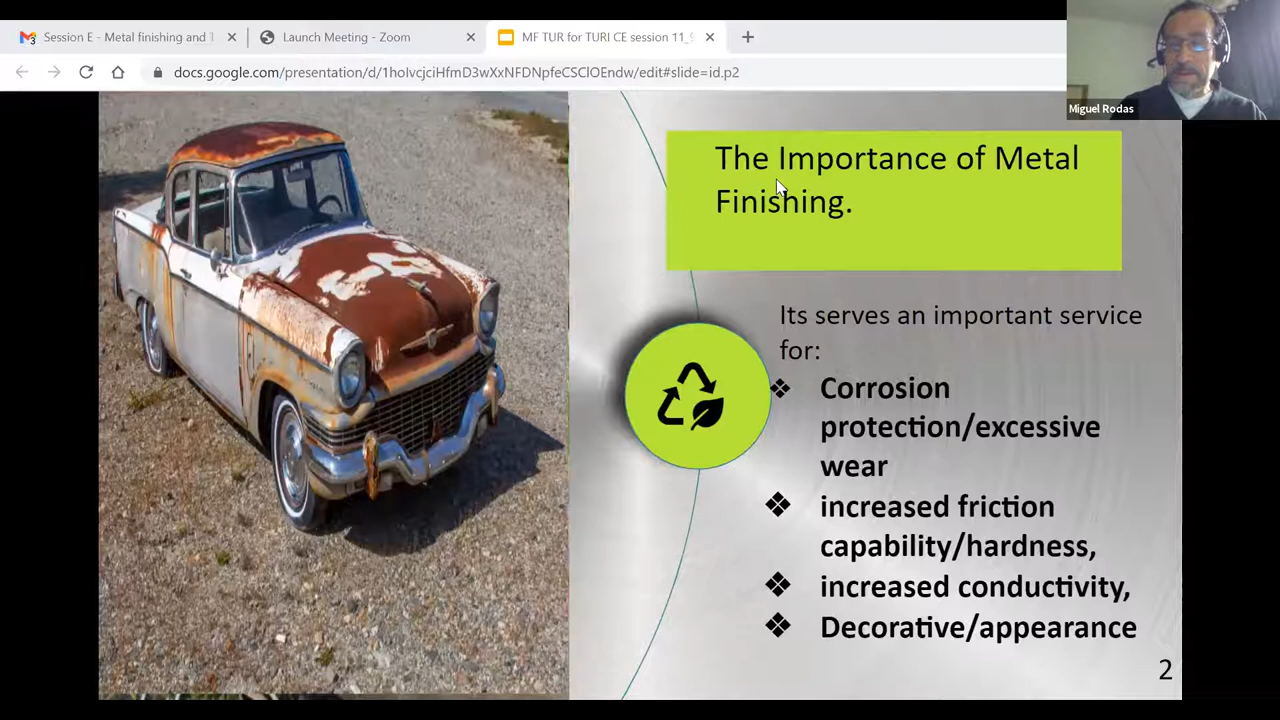 Session E - Metal finishing and T
Launch Meeting - Zoom
MF TUR for TURI CE session 11_9
docs.google.com/presentation/d/1hoIvcjciHfmD3wXxNFDNpfeCSClOEndw/edit#slide=id.p2
Miguel Rodas
The Importance of Metal
Finishing.
Its serves an important service
for:
❖ Corrosion
protection/excessive
wear
❖ increased friction
capability/hardness,
❖ increased conductivity,
❖ Decorative/appearance
2